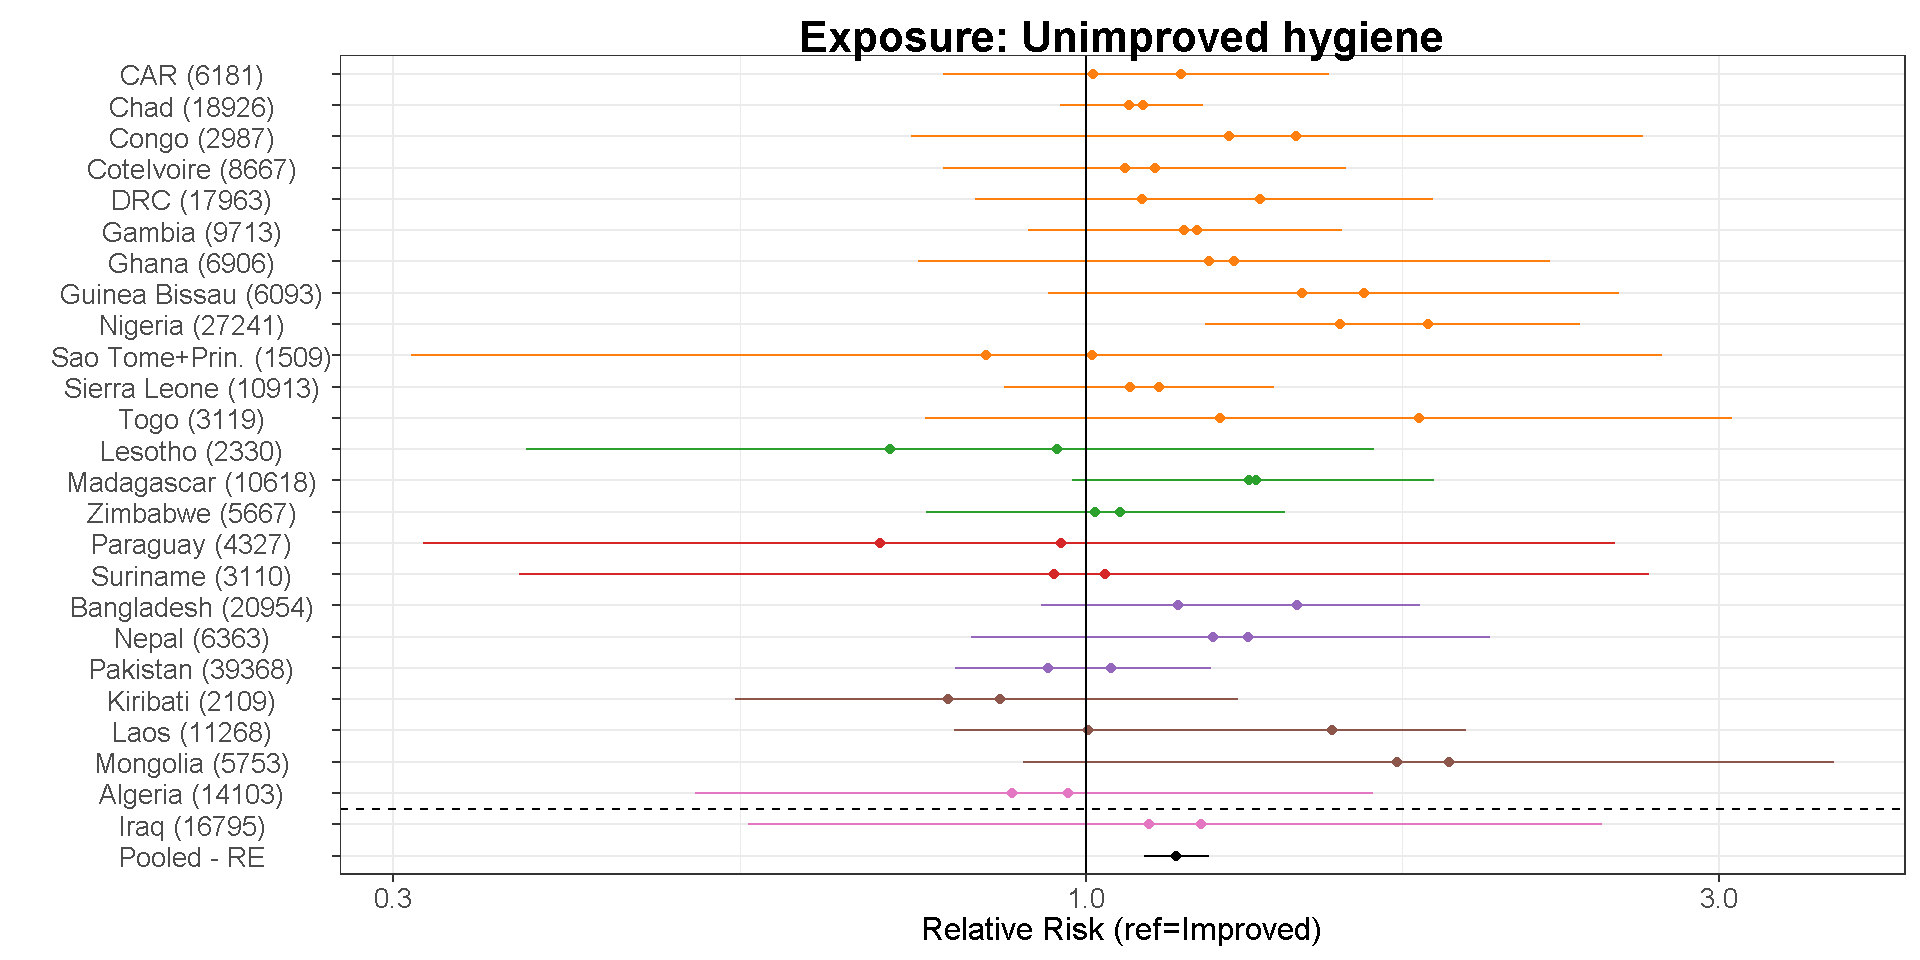 Exposure: Unimproved hygiene
CAR (6181)
Chad (18926)
Congo (2987)
CoteIvoire (8667)
DRC (17963)
Gambia (9713)
Ghana (6906)
Guinea Bissau (6093)
Nigeria (27241)
Sao Tome+Prin. (1509)
Sierra Leone (10913)
Togo (3119)
Lesotho (2330)
Madagascar (10618)
Zimbabwe (5667)
Paraguay (4327)
Suriname (3110)
Bangladesh (20954)
Nepal (6363)
Pakistan (39368)
Kiribati (2109)
Laos (11268)
Mongolia (5753)
Algeria (14103)
Iraq (16795)
Pooled - RE
0.3 1.0 3.0
Relative Risk (ref=Improved)